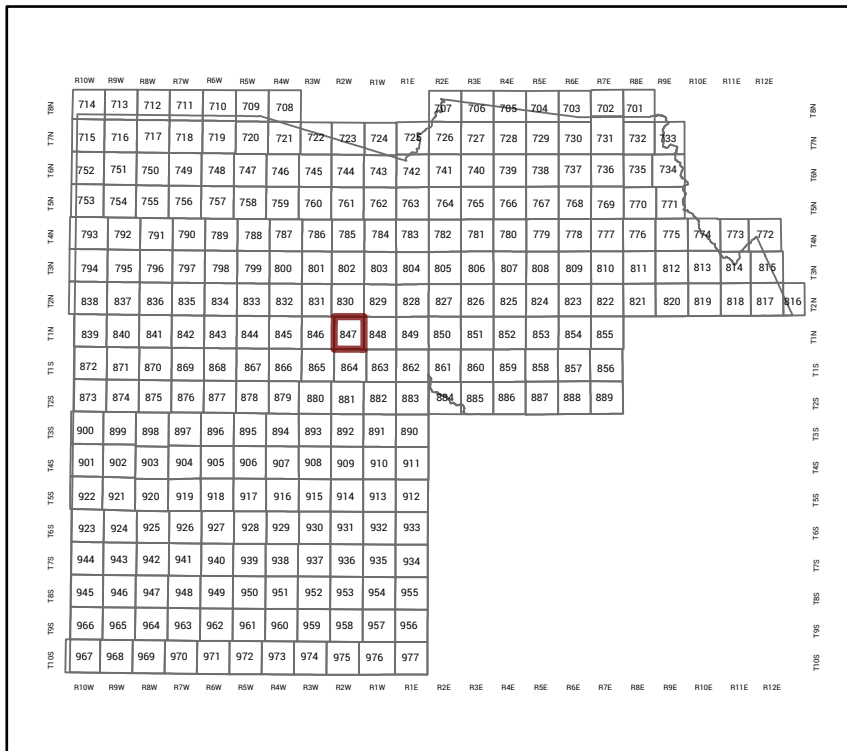 R10W R9W R8W R7W R6W R5W R4W R3W R2W R1W R1E R2E R3E R4E R5E R6E R7E R8E R9E R10E R11E R12E
T8N 714 713 712 711 710 709 708 707 706 705 704 703 702 701 T8N
T7N 715 716 717 718 719 720 721 722 723 724 725 726 727 728 729 730 731 732 733 T7N
T6N 752 751 750 749 748 747 746 745 744 743 742 741 740 739 738 737 736 735 734 T6N
T5N 753 754 755 756 757 758 759 760 761 762 763 764 765 766 767 768 769 770 771 T5N
T4N 793 792 791 790 789 788 787 786 785 784 783 782 781 780 779 778 777 776 775 774 773 772 T4N
T3N 794 795 796 797 798 799 800 801 802 803 804 805 806 807 808 809 810 811 812 813 814 815 T3N
T2N 838 837 836 835 834 833 832 831 830 829 828 827 826 825 824 823 822 821 820 819 818 817 816 T2N
T1N 839 840 841 842 843 844 845 846 847 848 849 850 851 852 853 854 855 T1N
T1S 872 871 870 869 868 867 866 865 864 863 862 861 860 859 858 857 856 T1S
T2S 873 874 875 876 877 878 879 880 881 882 883 884 885 886 887 888 889 T2S
T3S 900 899 898 897 896 895 894 893 892 891 890 T3S
T4S 901 902 903 904 905 906 907 908 909 910 911 T4S
T5S 922 921 920 919 918 917 916 915 914 913 912 T5S
T6S 923 924 925 926 927 928 929 930 931 932 933 T6S
T7S 944 943 942 941 940 939 938 937 936 935 934 T7S
T8S 945 946 947 948 949 950 951 952 953 954 955 T8S
T9S 966 965 964 963 962 961 960 959 958 957 956 T9S
T10S 967 968 969 970 971 972 973 974 975 976 977 T10S
R10W R9W R8W R7W R6W R5W R4W R3W R2W R1W R1E R2E R3E R4E R5E R6E R7E R8E R9E R10E R11E R12E